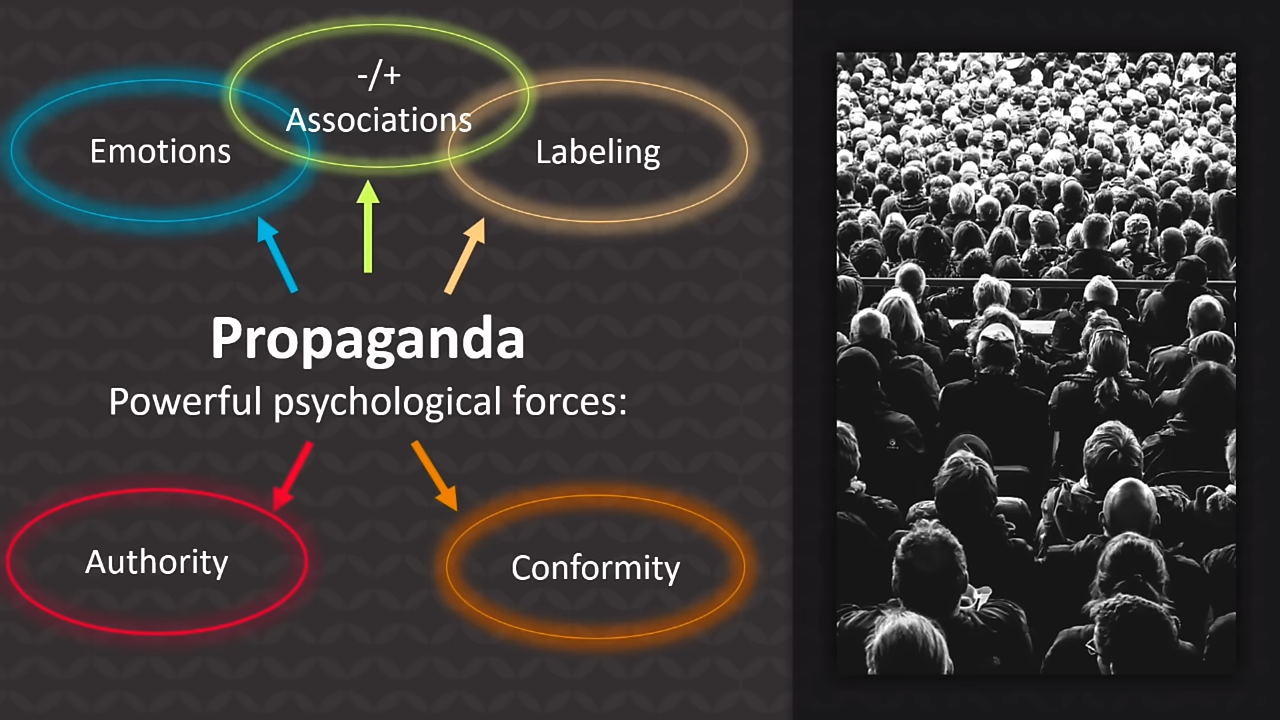 -/+
Associations
Emotions
Labeling
Propaganda
Powerful psychological forces:
Authority
Conformity